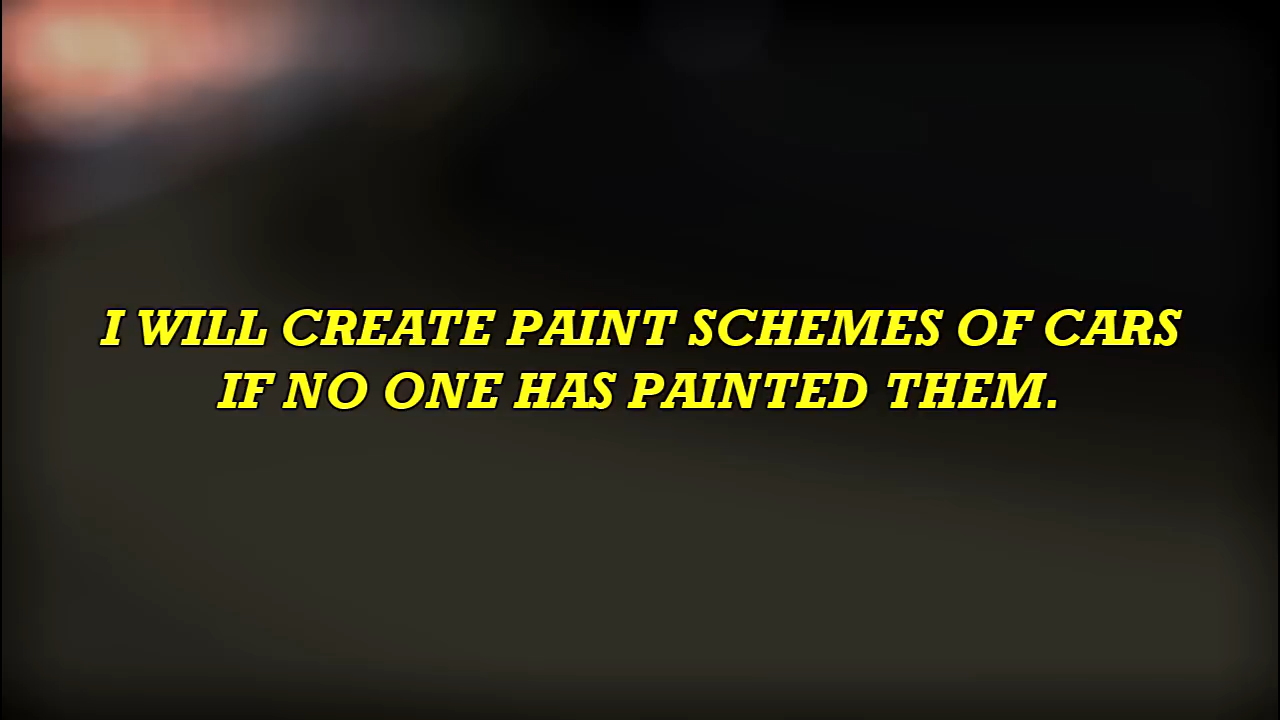 I WILL CREATE PAINT SCHEMES OF CARS
IF NO ONE HAS PAINTED THEM.